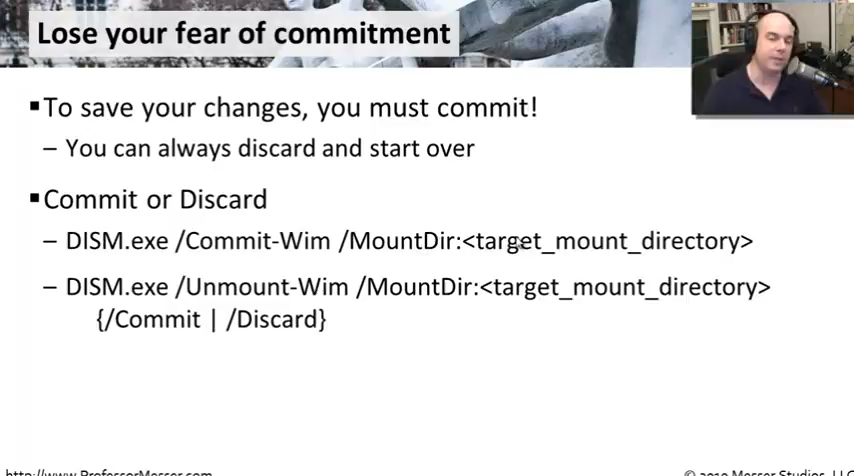 Lose your fear of commitment
▪To save your changes, you must commit!
– You can always discard and start over
▪Commit or Discard
– DISM.exe /Commit-Wim /MountDir:<target_mount_directory>
– DISM.exe /Unmount-Wim /MountDir:<target_mount_directory>
{/Commit | /Discard}
http://www.ProfessorMesser.com
© 2010 Messer Studios, LLC